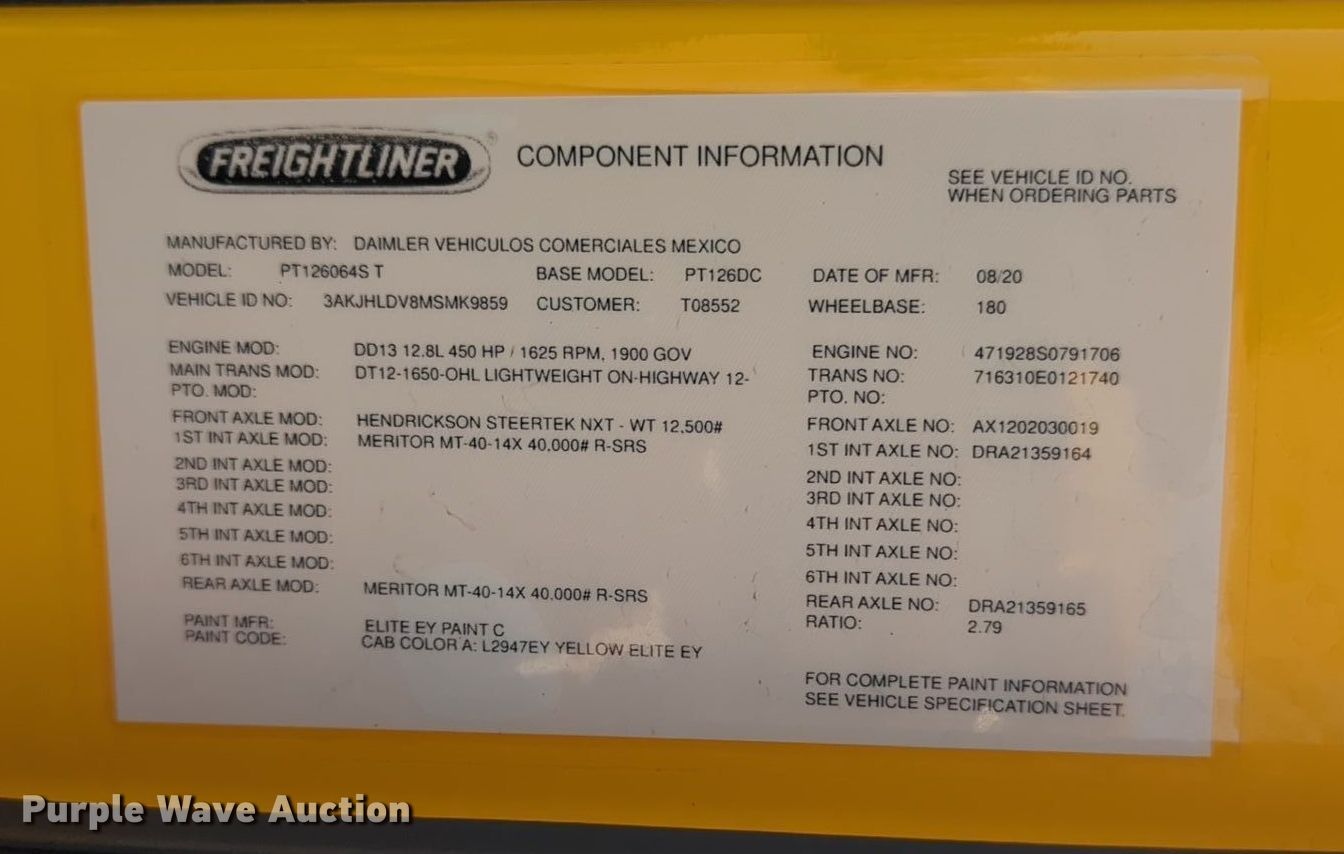 FREIGHTLINER ®
COMPONENT INFORMATION
SEE VEHICLE ID NO.
WHEN ORDERING PARTS
MANUFACTURED BY: DAIMLER VEHICULOS COMERCIALES MEXICO
MODEL: PT126064S T BASE MODEL: PT126DC DATE OF MFR: 08/20
VEHICLE ID NO: 3AKJHLDV8MSMK9859 CUSTOMER: T08552 WHEELBASE: 180
ENGINE MOD: DD13 12.8L 450 HP / 1625 RPM, 1900 GOV ENGINE NO: 471928S0791706
MAIN TRANS MOD: DT12-1650-OHL LIGHTWEIGHT ON-HIGHWAY 12- TRANS NO: 716310E0121740
PTO. MOD: PTO. NO:
FRONT AXLE MOD: HENDRICKSON STEERTEK NXT - WT 12,500# FRONT AXLE NO: AX1202030019
1ST INT AXLE MOD: MERITOR MT-40-14X 40,000# R-SRS 1ST INT AXLE NO: DRA21359164
2ND INT AXLE MOD: 2ND INT AXLE NO:
3RD INT AXLE MOD: 3RD INT AXLE NO:
4TH INT AXLE MOD: 4TH INT AXLE NO:
5TH INT AXLE MOD: 5TH INT AXLE NO:
6TH INT AXLE MOD: 6TH INT AXLE NO:
REAR AXLE MOD: MERITOR MT-40-14X 40,000# R-SRS REAR AXLE NO: DRA21359165
RATIO: 2.79
PAINT MFR: ELITE EY PAINT C
PAINT CODE: CAB COLOR A: L2947EY YELLOW ELITE EY
FOR COMPLETE PAINT INFORMATION
SEE VEHICLE SPECIFICATION SHEET.
Purple Wave Auction